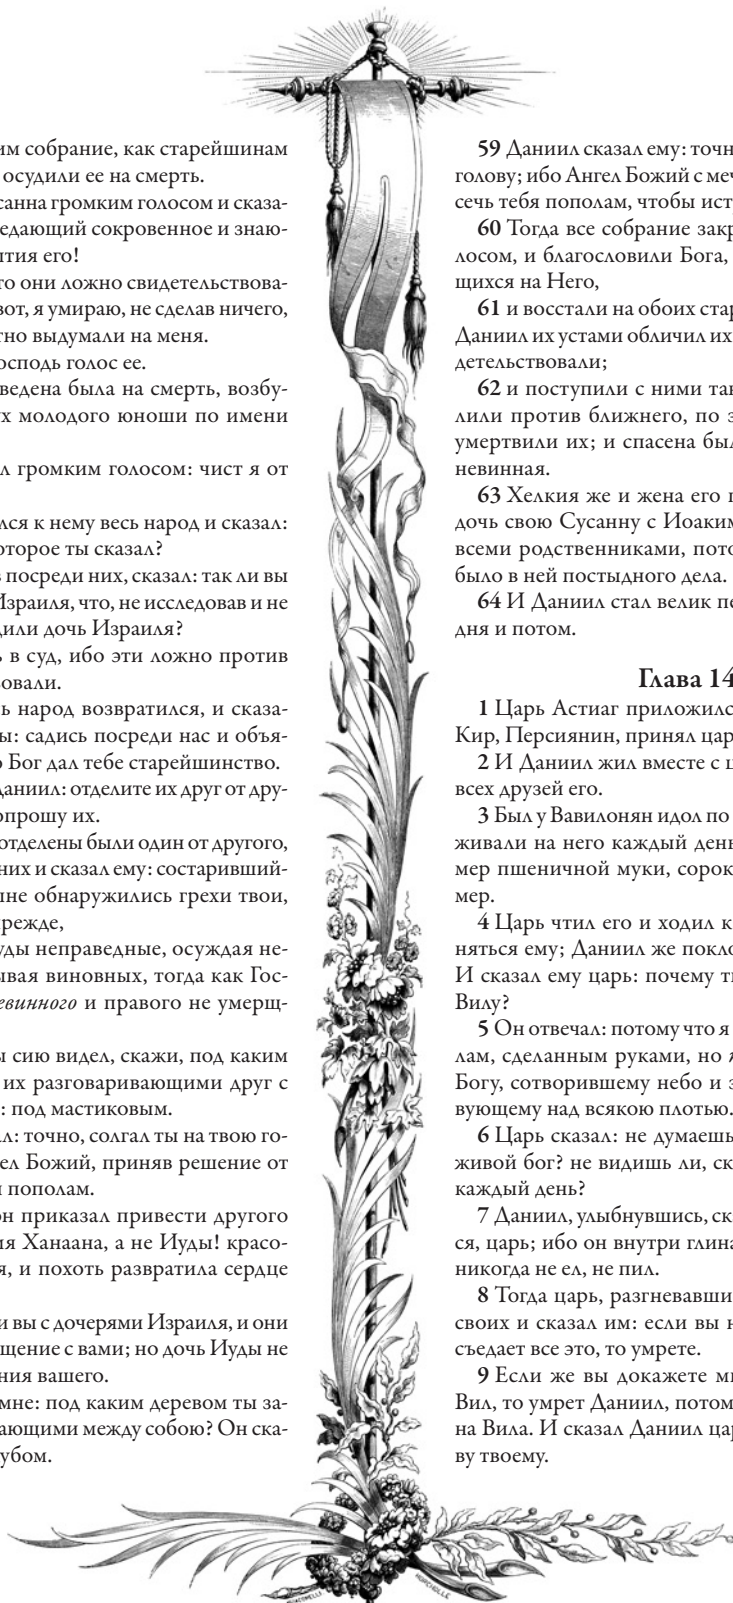 им собрание, как старейшинам
осудили ее на смерть.
санна громким голосом и сказа-
едающий сокровенное и знаю-
тия его!
то они ложно свидетельствова-
вот, я умираю, не сделав ничего,
тно выдумали на меня.
осподь голос ее.
ведена была на смерть, возбу-
ух молодого юноши по имени
л громким голосом: чист я от
лся к нему весь народ и сказал:
оторое ты сказал?
в посреди них, сказал: так ли вы
Израиля, что, не исследовав и не
дили дочь Израиля?
ь в суд, ибо эти ложно против
овали.
ь народ возвратился, и сказа-
ы: садись посреди нас и объя-
о Бог дал тебе старейшинство.
Даниил: отделите их друг от дру-
опрошу их.
отделены были один от другого,
них и сказал ему: состаривший-
ыне обнаружились грехи твои,
режде,
уды неправедные, осуждая не-
ывая виновных, тогда как Гос-
евинного и правого не умерщ-
ы сию видел, скажи, под каким
их разговаривающими друг с
: под мастиковым.
ал: точно, солгал ты на твою го-
ел Божий, приняв решение от
я пополам.
он приказал привести другого
мя Ханаана, а не Иуды! красо-
я, и похоть развратила сердце
и вы с дочерями Израиля, и они
щение с вами; но дочь Иуды не
ния вашего.
мне: под каким деревом ты за-
ающими между собою? Он ска-
убом.
59 Даниил сказал ему: точн
голову; ибо Ангел Божий с меч
сечь тебя пополам, чтобы ист
60 Тогда все собрание закр
лосом, и благословили Бога,
щихся на Него,
61 и восстали на обоих стар
Даниил их устами обличил их
детельствовали;
62 и поступили с ними так
лили против ближнего, по з
умертвили их; и спасена был
невинная.
63 Хелкия же и жена его п
дочь свою Сусанну с Иоаким
всеми родственниками, пото
было в ней постыдного дела.
64 И Даниил стал велик пе
дня и потом.
Глава 14
1 Царь Астиаг приложилс
Кир, Персиянин, принял цар
2 И Даниил жил вместе с ц
всех друзей его.
3 Был у Вавилонян идол по
живали на него каждый день
мер пшеничной муки, сорок
мер.
4 Царь чтил его и ходил к
няться ему; Даниил же покло
И сказал ему царь: почему ты
Вилу?
5 Он отвечал: потому что я
лам, сделанным руками, но я
Богу, сотворившему небо и з
вующему над всякою плотью.
6 Царь сказал: не думаешь
живой бог? не видишь ли, ск
каждый день?
7 Даниил, улыбнувшись, ска
ся, царь; ибо он внутри глина
никогда не ел, не пил.
8 Тогда царь, разгневавши
своих и сказал им: если вы н
съедает все это, то умрете.
9 Если же вы докажете мн
Вил, то умрет Даниил, потом
на Вила. И сказал Даниил цар
ву твоему.